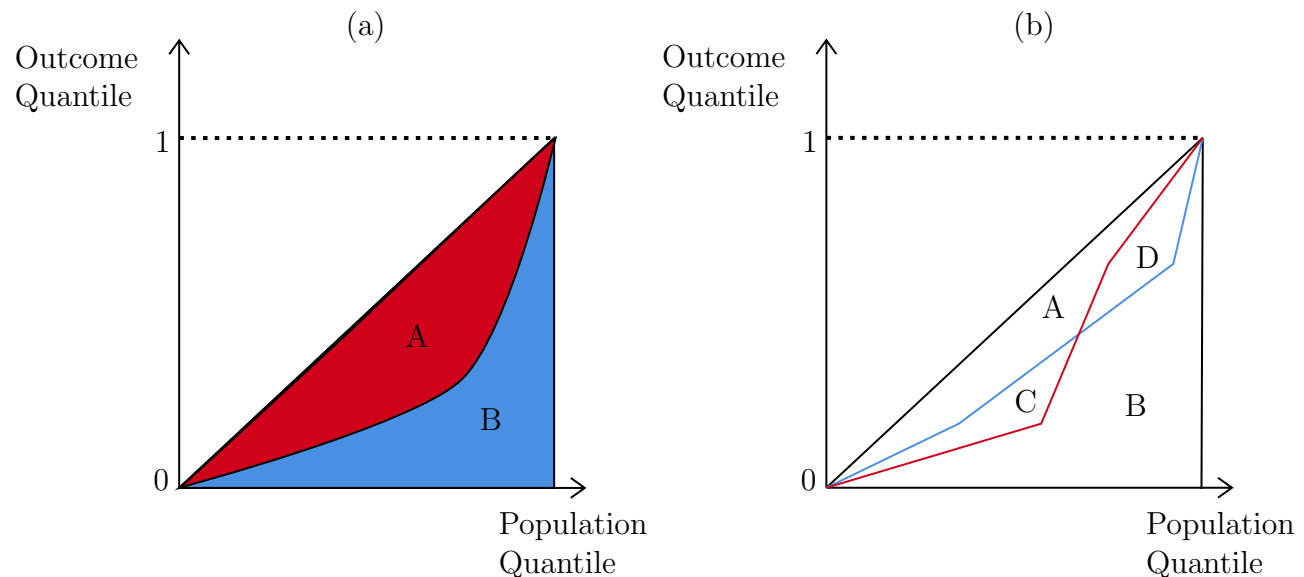 (a)
Outcome
Quantile
1
A
B
0
Population
Quantile
(b)
Outcome
Quantile
1
D
A
C
B
0
Population
Quantile